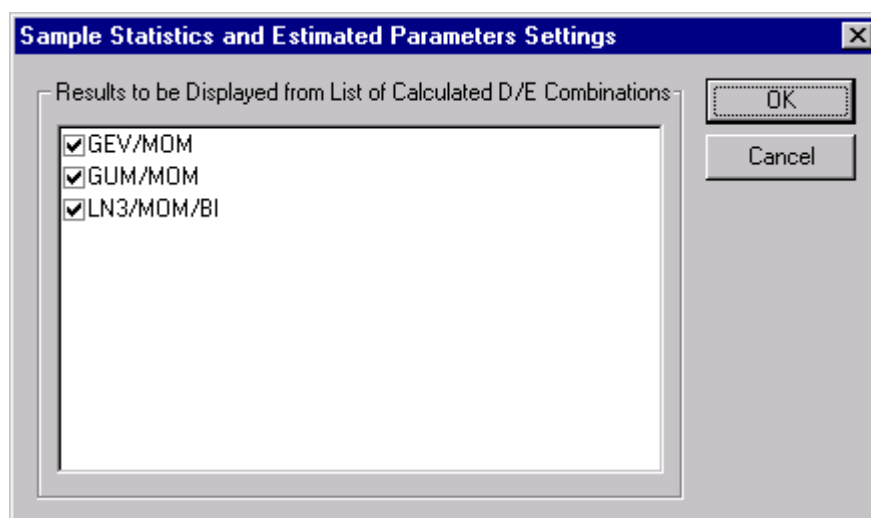 Sample Statistics and Estimated Parameters Settings
Results to be Displayed from List of Calculated D/E Combinations
OK
GEV/MOM
Cancel
GUM/MOM
LN3/MOM/BI